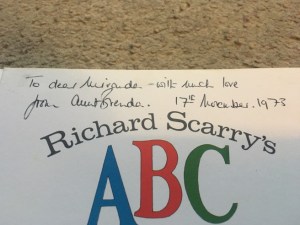 To dear Miranda - with much love
from Aunt Brenda. 17th November. 1973
Richard Scarry's
ABC